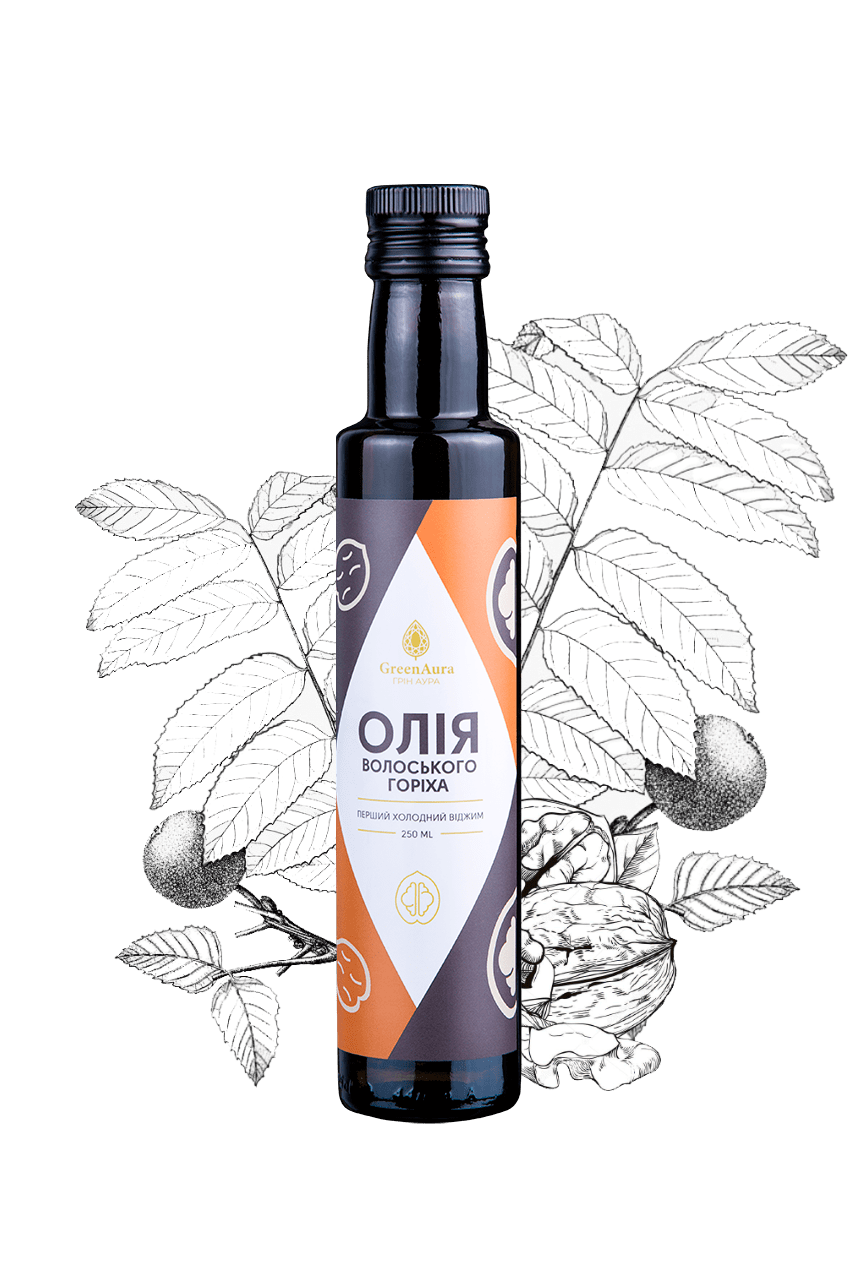 GreenAura
ГРІН АУРА
ОЛІЯ
ВОЛОСЬКОГО
ГОРІХА
ПЕРШИЙ ХОЛОДНИЙ ВІДЖИМ
250 ML